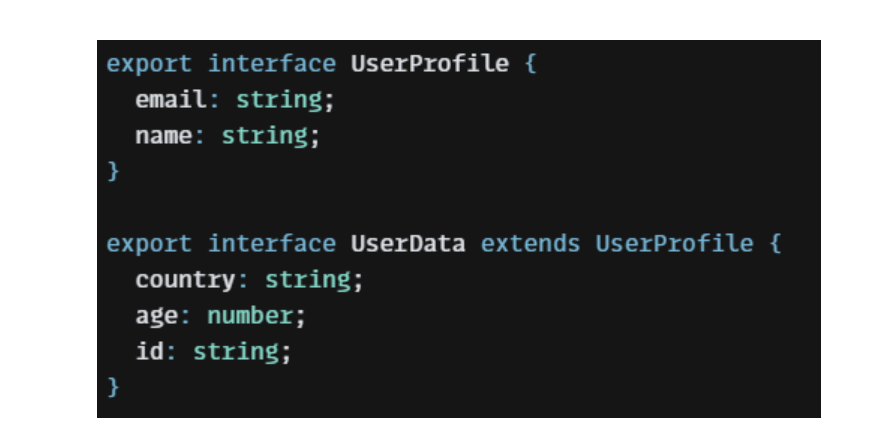 export interface UserProfile {
  email: string;
  name: string;
}

export interface UserData extends UserProfile {
  country: string;
  age: number;
  id: string;
}